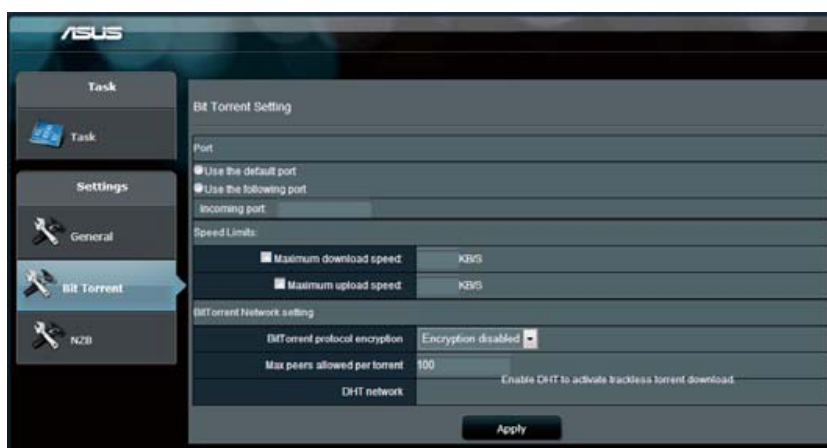 ASUS
Task
Task
Settings
General
Bit Torrent
NZB
Bit Torrent Setting
Port
Use the default port
Use the following port
Incoming port:
Speed Limits:
Maximum download speed: KB/S
Maximum upload speed: KB/S
BitTorrent Network setting
BitTorrent protocol encryption Encryption disabled
Max peers allowed per torrent 100
DHT network Enable DHT to activate trackless torrent download.
Apply